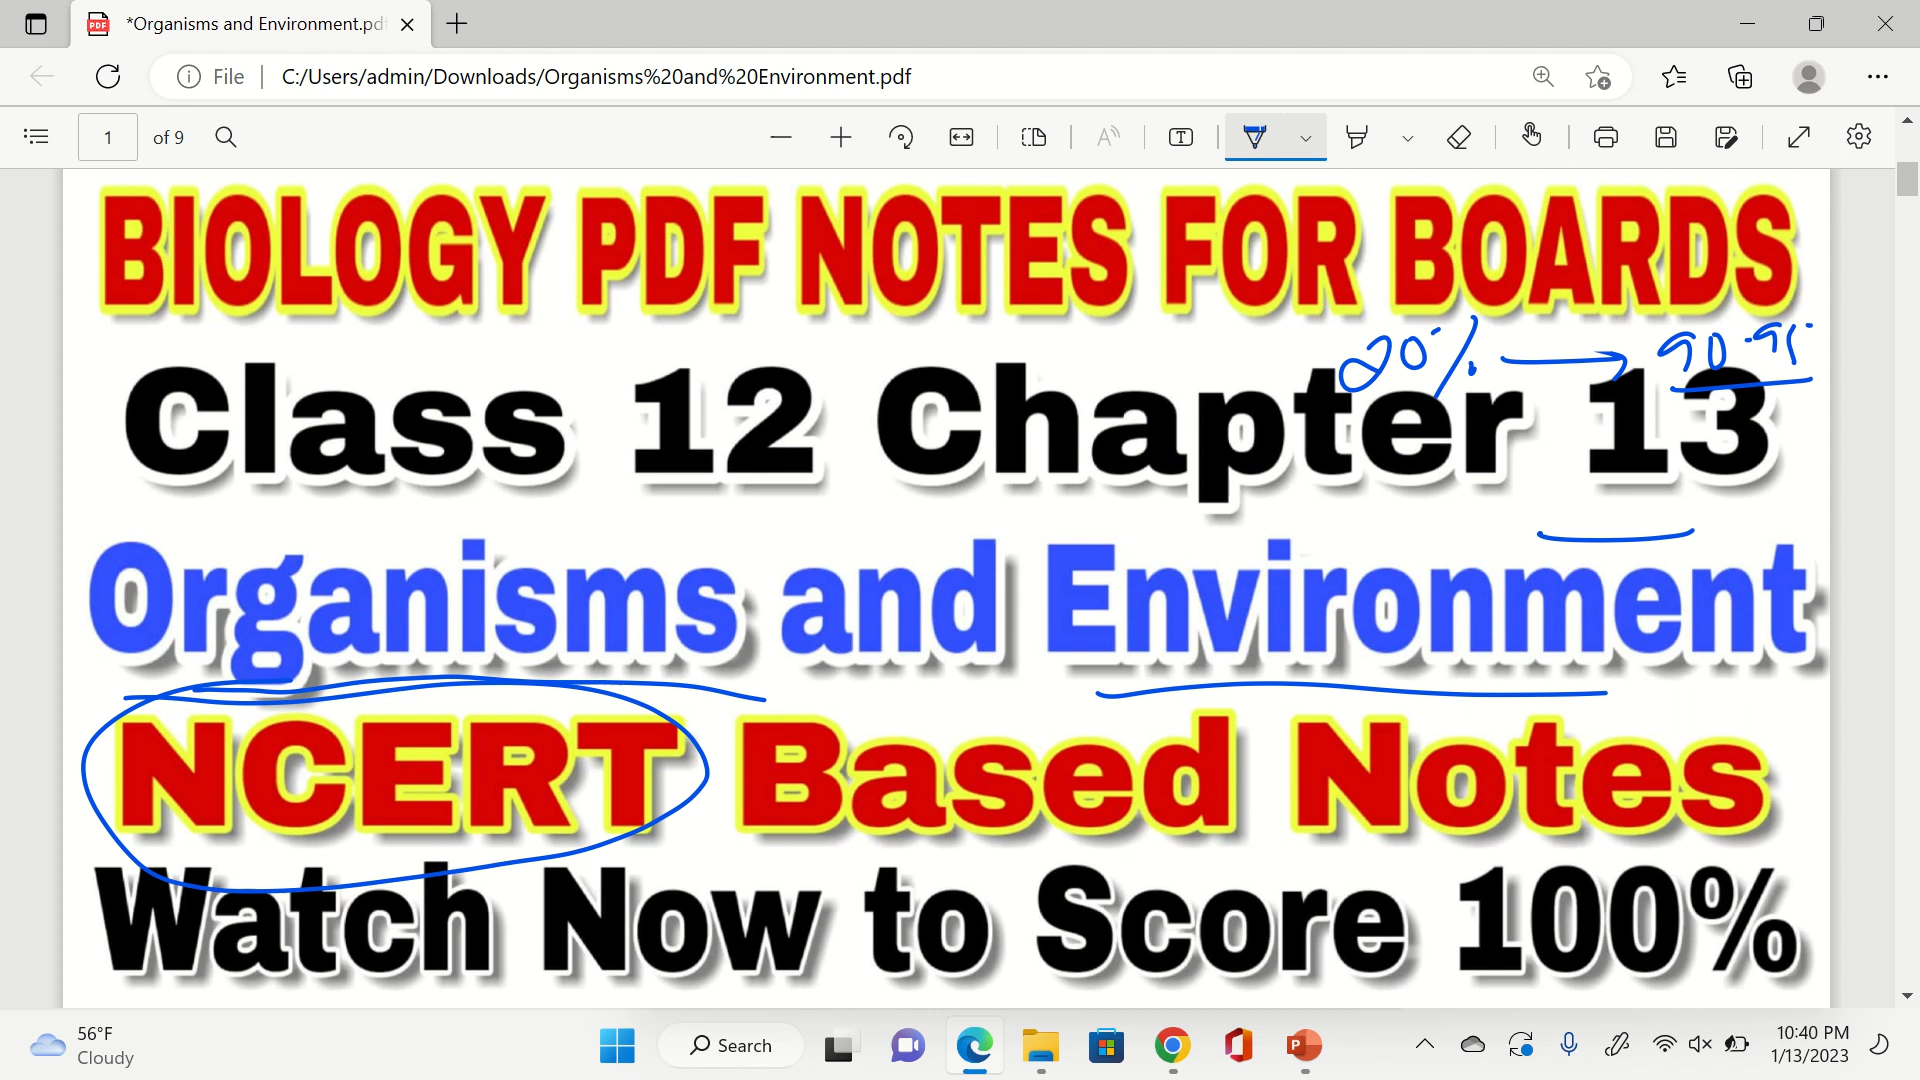 *Organisms and Environment.pdf
File C:/Users/admin/Downloads/Organisms%20and%20Environment.pdf
1 of 9
BIOLOGY PDF NOTES FOR BOARDS
20% → 90-95
Class 12 Chapter 13
Organisms and Environment
NCERT Based Notes
Watch Now to Score 100%
56°F
Cloudy
Search
10:40 PM
1/13/2023